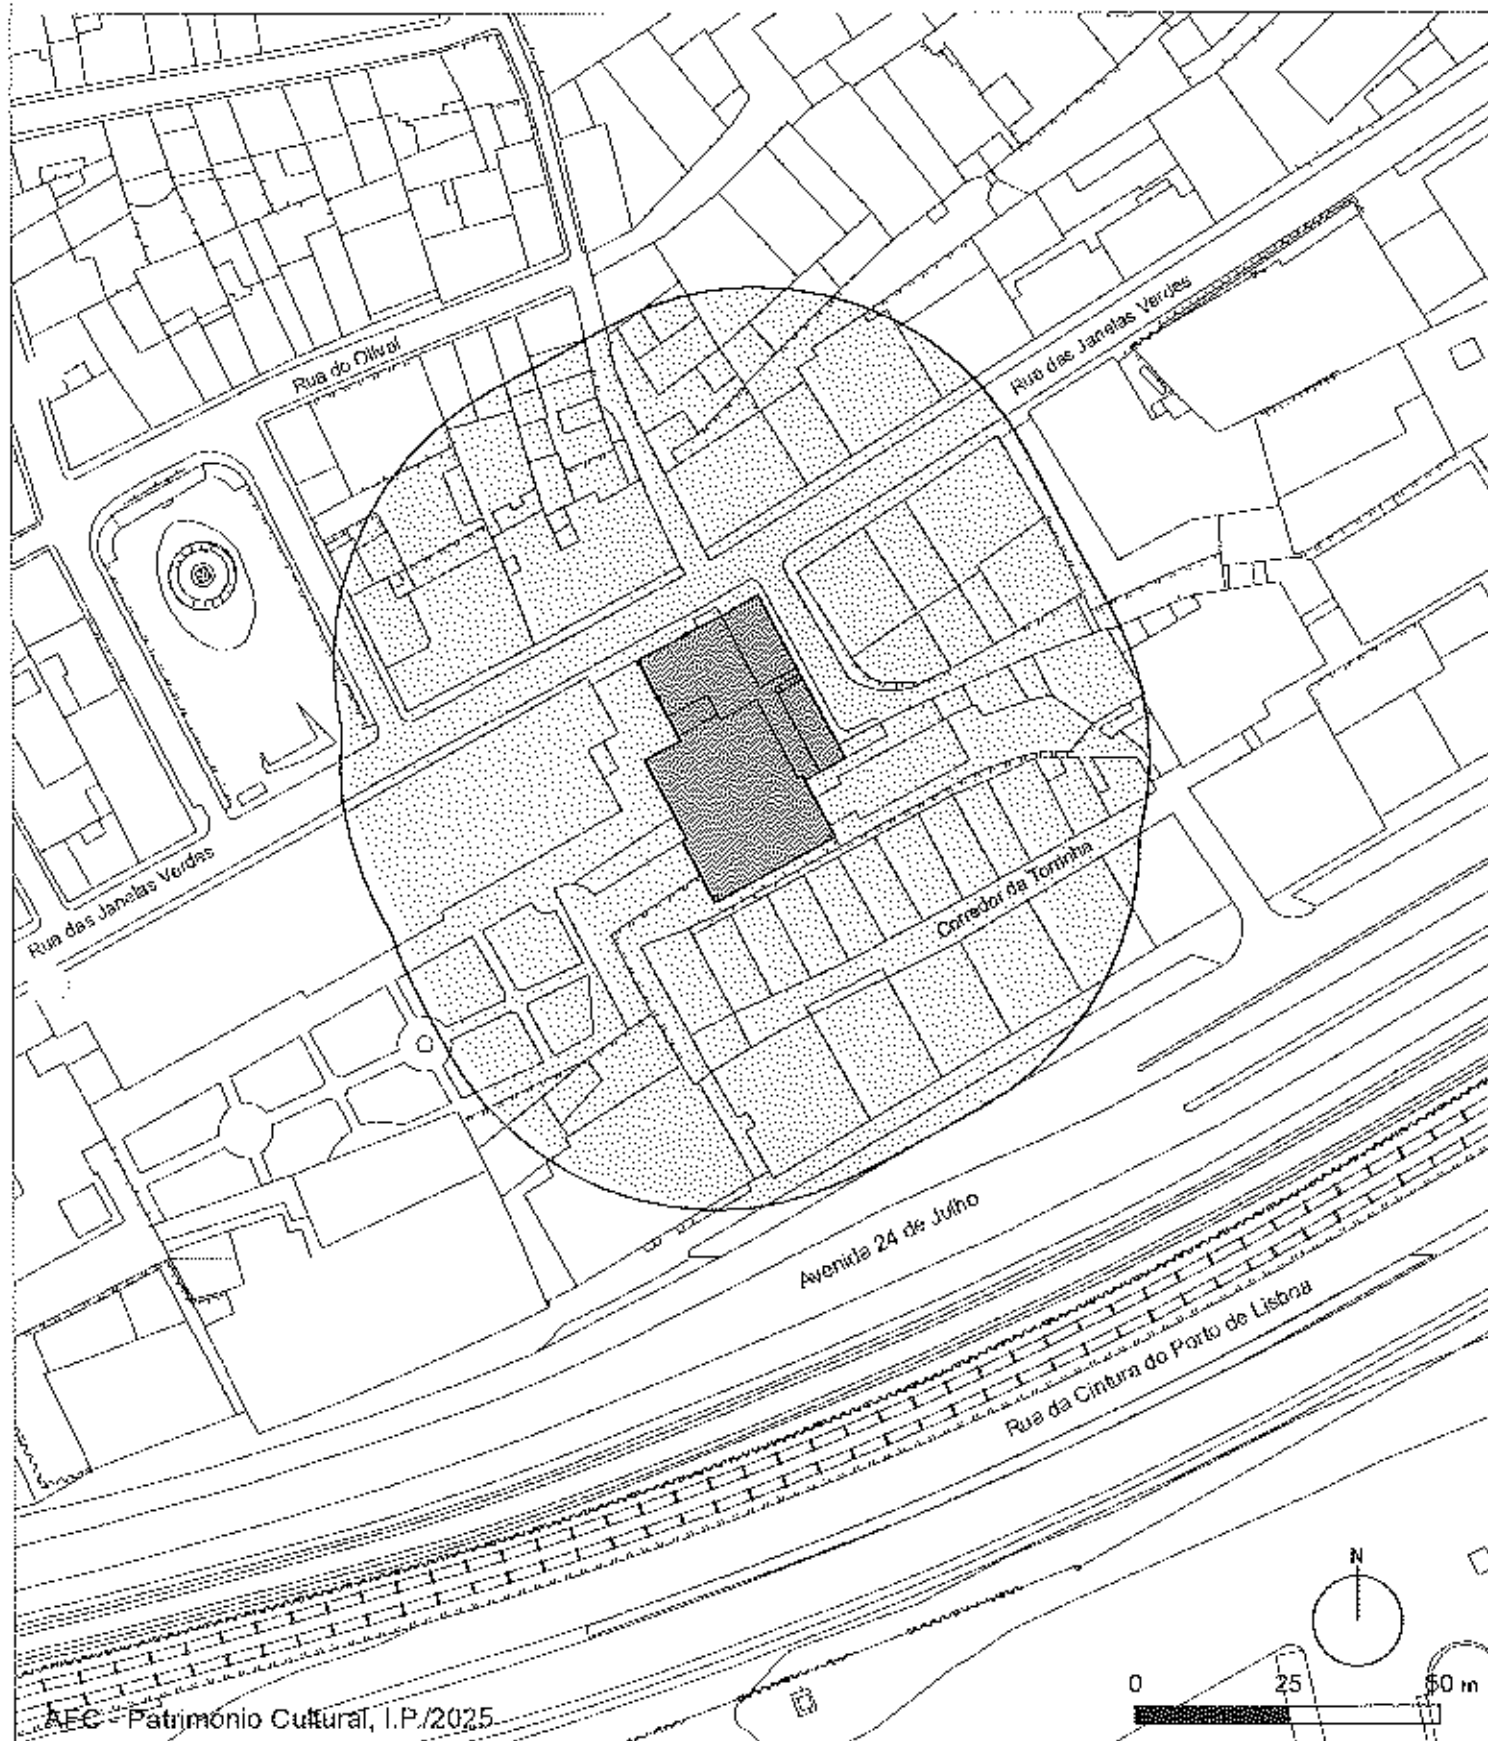 Rua do Olival
Rua das Janelas Verdes
Rua das Janelas Verdes
Corredor da Torrinha
Avenida 24 de Julho
Rua da Cintura do Porto de Lisboa
N
0 25 50 m
AFC - Património Cultural, I.P./2025